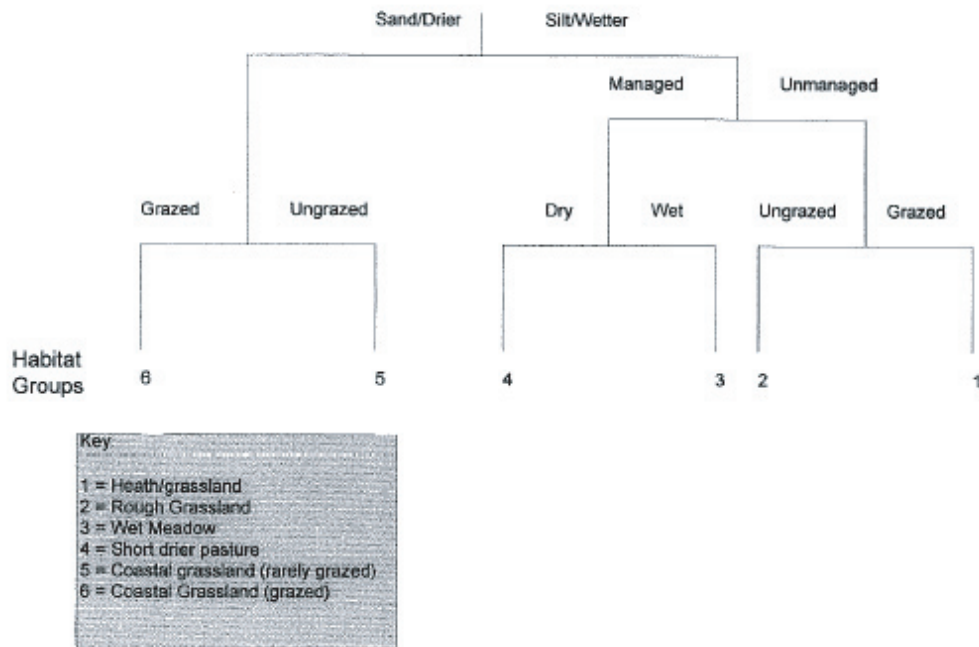 Sand/Drier Silt/Wetter
Managed Unmanaged
Grazed Ungrazed Dry Wet Ungrazed Grazed
Habitat
Groups
6 5 4 3 2 1
Key
1 = Heath/grassland
2 = Rough Grassland
3 = Wet Meadow
4 = Short drier pasture
5 = Coastal grassland (rarely grazed)
6 = Coastal Grassland (grazed)